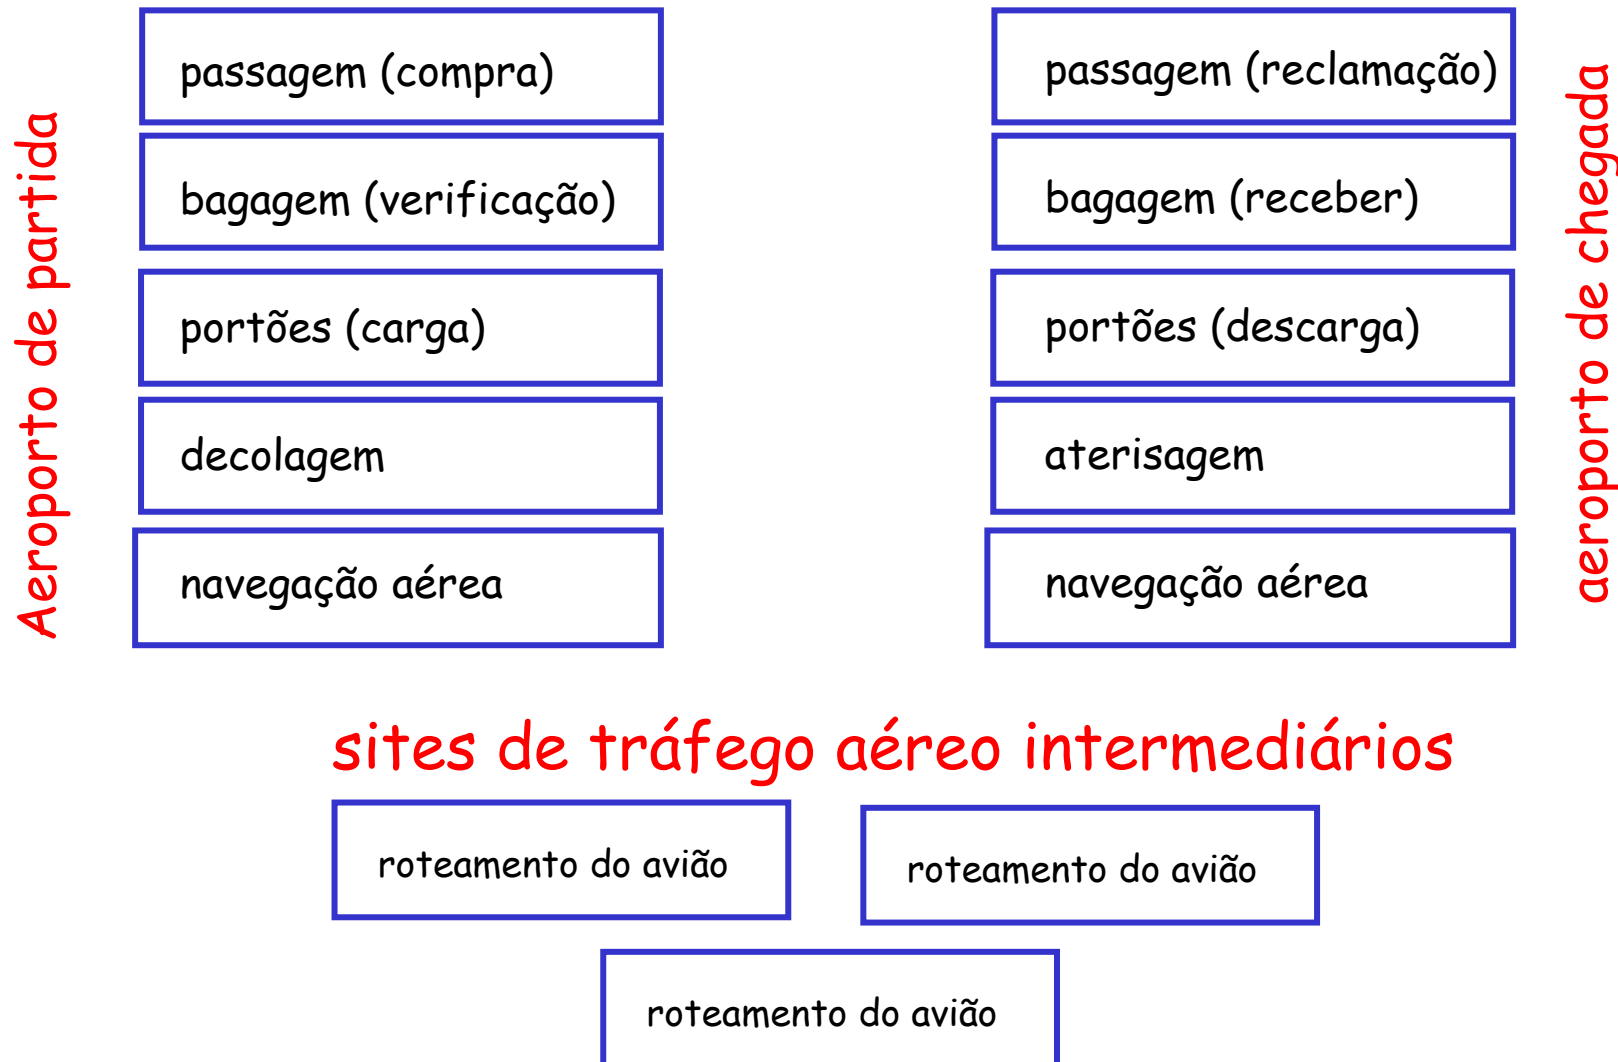 Aeroporto de partida
passagem (compra)
bagagem (verificação)
portões (carga)
decolagem
navegação aérea
passagem (reclamação)
bagagem (receber)
portões (descarga)
aterisagem
navegação aérea
aeroporto de chegada
sites de tráfego aéreo intermediários
roteamento do avião
roteamento do avião
roteamento do avião